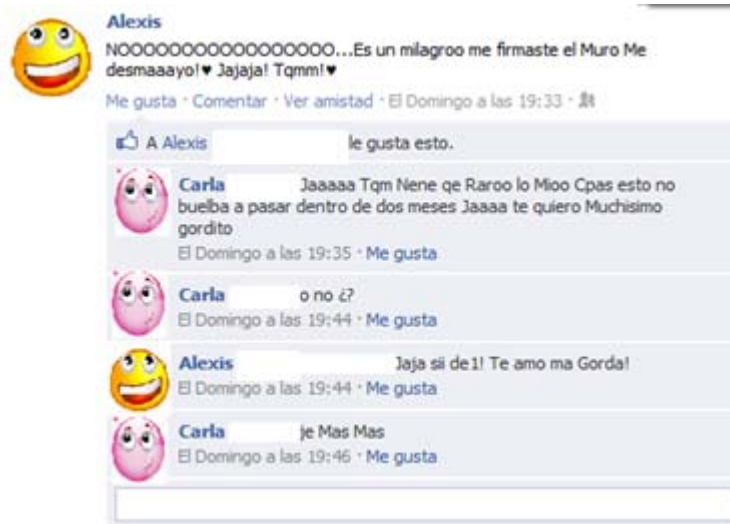 Alexis
NOOOOOOOOOOOOOOOOO...Es un milagroo me firmaste el Muro Me
desmaaayo!♥ Jajaja! Tqmm!♥
Me gusta · Comentar · Ver amistad · El Domingo a las 19:33 ·
A Alexis le gusta esto.
Carla Jaaaaa Tqm Nene qe Raroo lo Mioo Cpas esto no
buelba a pasar dentro de dos meses Jaaaa te quiero Muchisimo
gordito
El Domingo a las 19:35 · Me gusta
Carla o no ¿?
El Domingo a las 19:44 · Me gusta
Alexis Jaja sii de1! Te amo ma Gorda!
El Domingo a las 19:44 · Me gusta
Carla je Mas Mas
El Domingo a las 19:46 · Me gusta